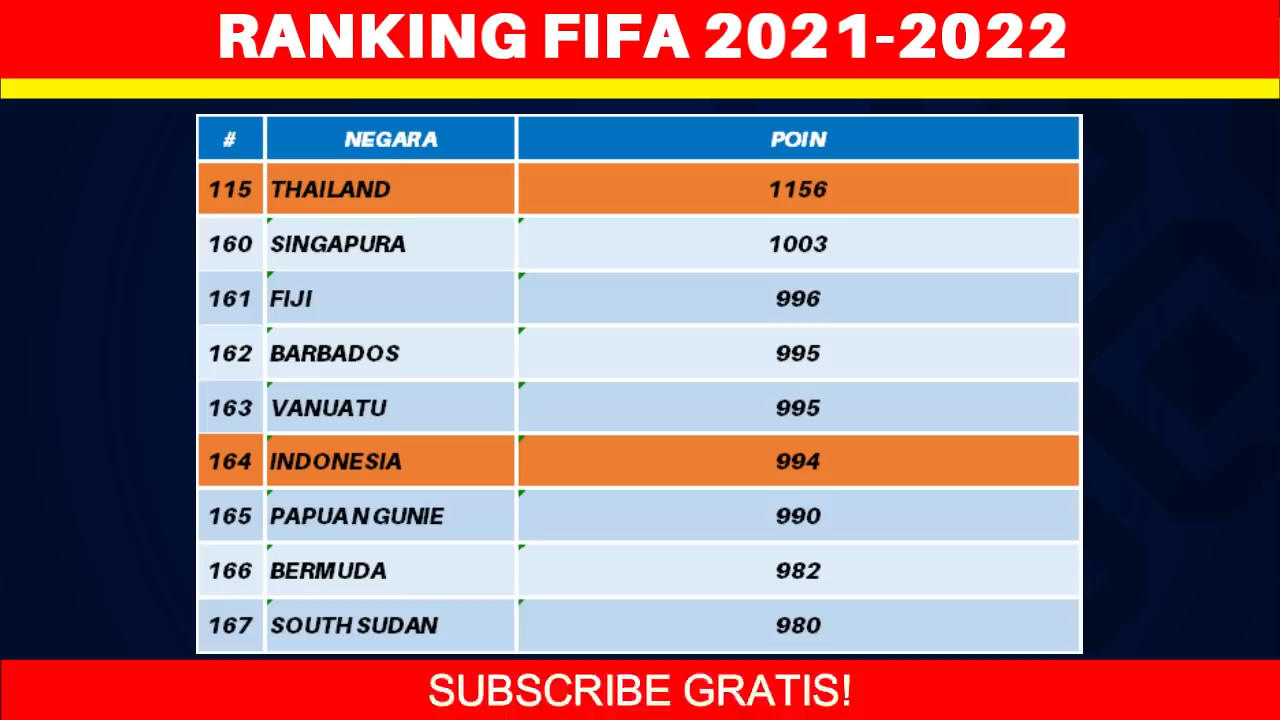 RANKING FIFA 2021-2022
# NEGARA POIN
115 THAILAND 1156
160 SINGAPURA 1003
161 FIJI 996
162 BARBADOS 995
163 VANUATU 995
164 INDONESIA 994
165 PAPUA N GUNIE 990
166 BERMUDA 982
167 SOUTH SUDAN 980
SUBSCRIBE GRATIS!